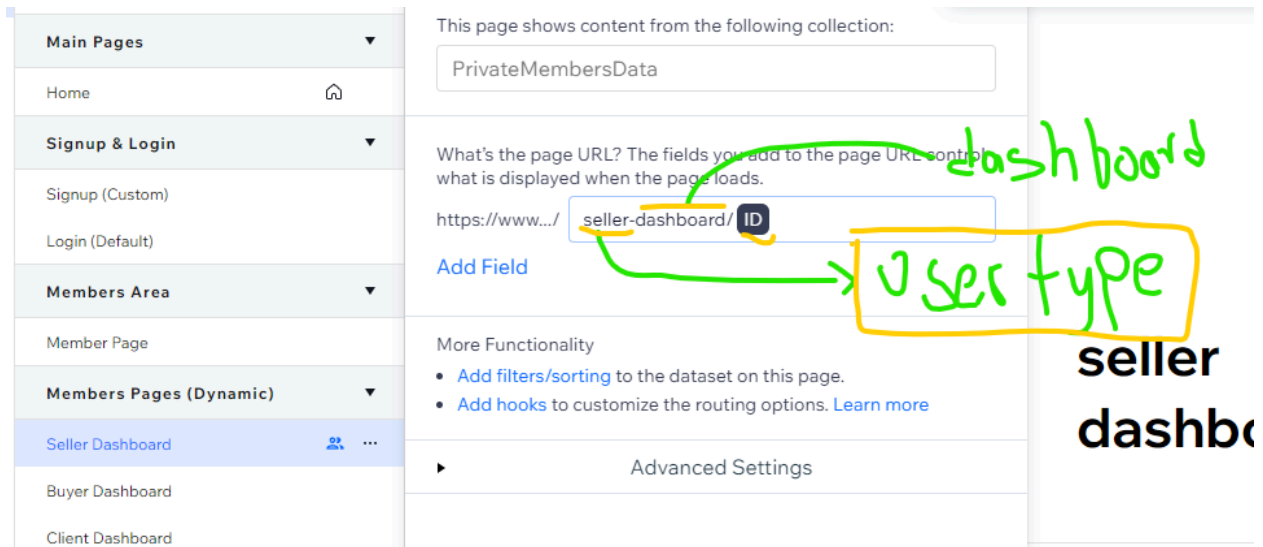 Main Pages
Home
Signup & Login
Signup (Custom)
Login (Default)
Members Area
Member Page
Members Pages (Dynamic)
Seller Dashboard
Buyer Dashboard
Client Dashboard
This page shows content from the following collection:
PrivateMembersData
What's the page URL? The fields you add to the page URL control
what is displayed when the page loads.
https://www.../ seller-dashboard/ ID
Add Field
More Functionality
• Add filters/sorting to the dataset on this page.
• Add hooks to customize the routing options. Learn more
Advanced Settings
dashboard
User type
seller
dashbo